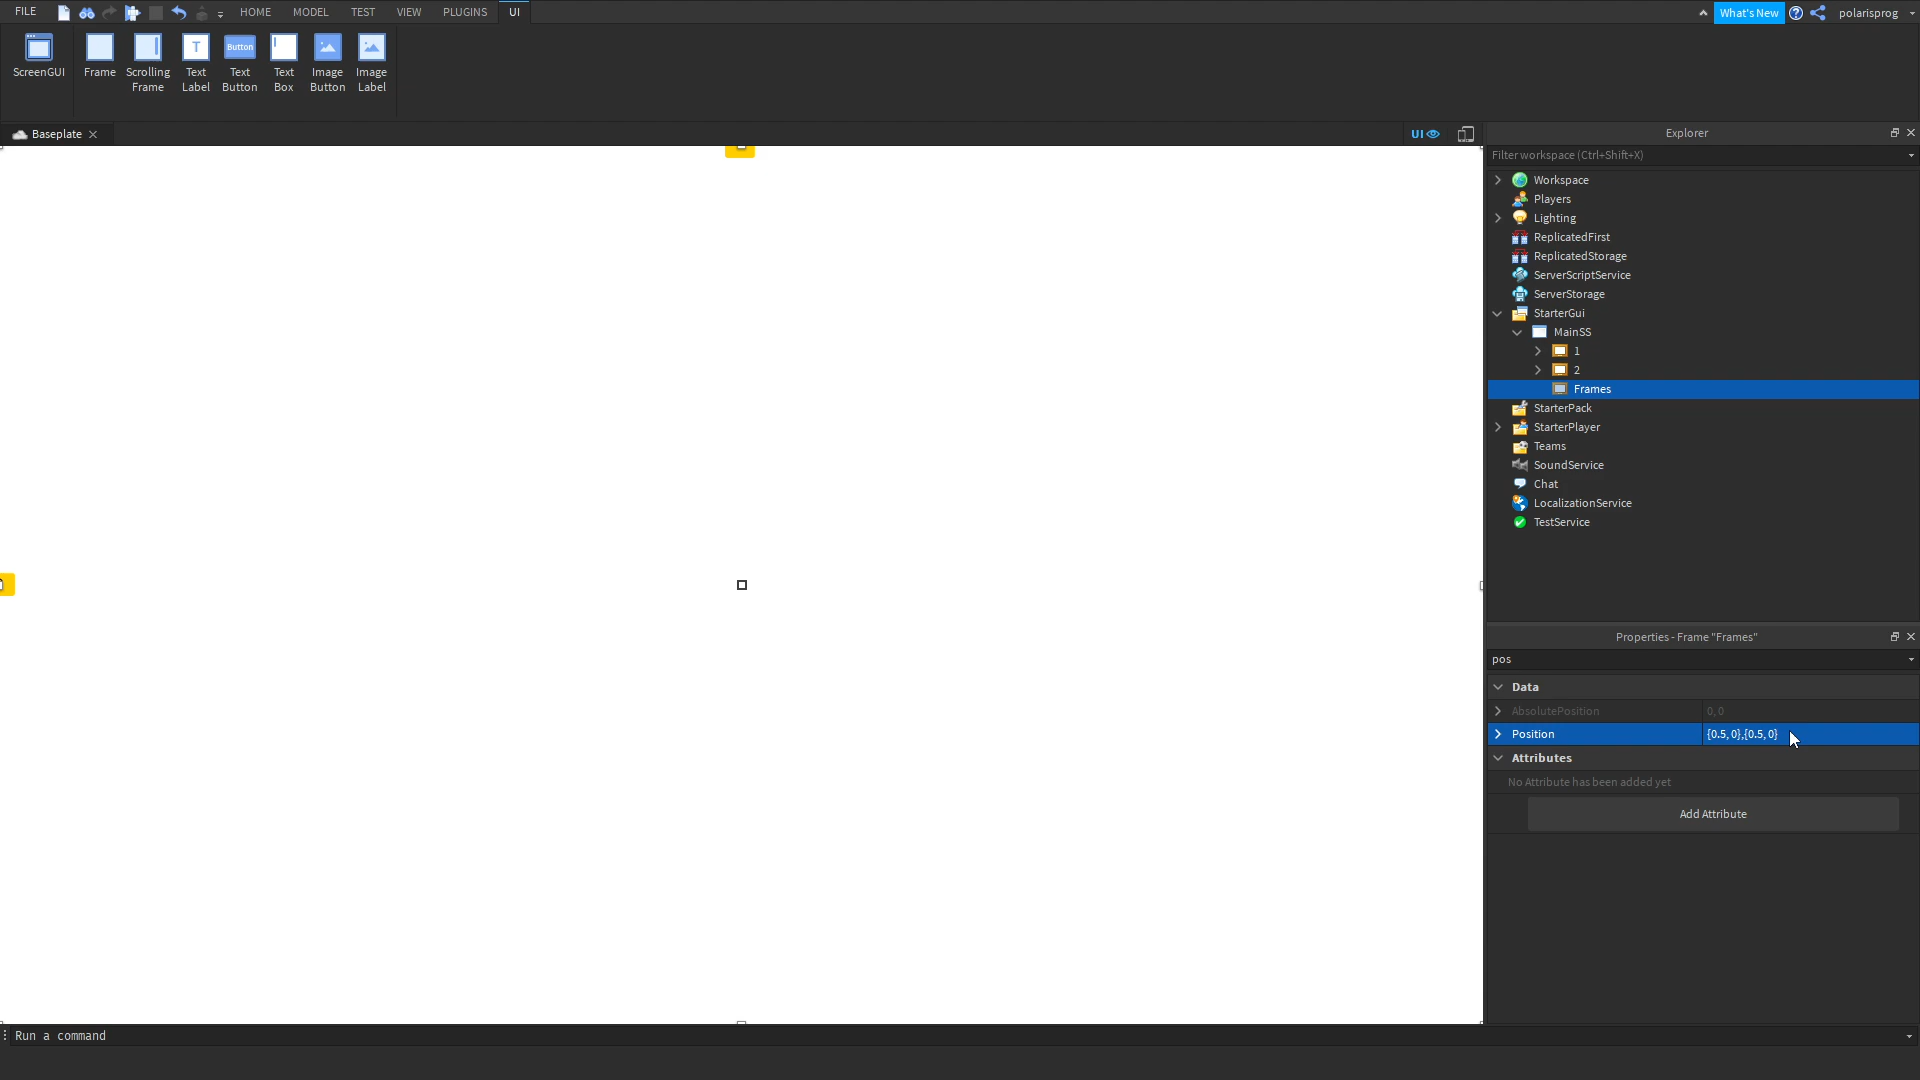 FILE
HOME
MODEL
TEST
VIEW
PLUGINS
UI
What's New
polarisprog
ScreenGUI
Frame
Scrolling
Frame
T
Text
Label
Button
Text
Button
Text
Box
Image
Button
Image
Label
Baseplate
UI
Explorer
Filter workspace (Ctrl+Shift+X)
Workspace
Players
Lighting
ReplicatedFirst
ReplicatedStorage
ServerScriptService
ServerStorage
StarterGui
MainSS
1
2
Frames
StarterPack
StarterPlayer
Teams
SoundService
Chat
LocalizationService
TestService
Properties - Frame "Frames"
pos
Data
AbsolutePosition 0, 0
Position {0.5, 0},{0.5, 0}
Attributes
No Attribute has been added yet
Add Attribute
Run a command